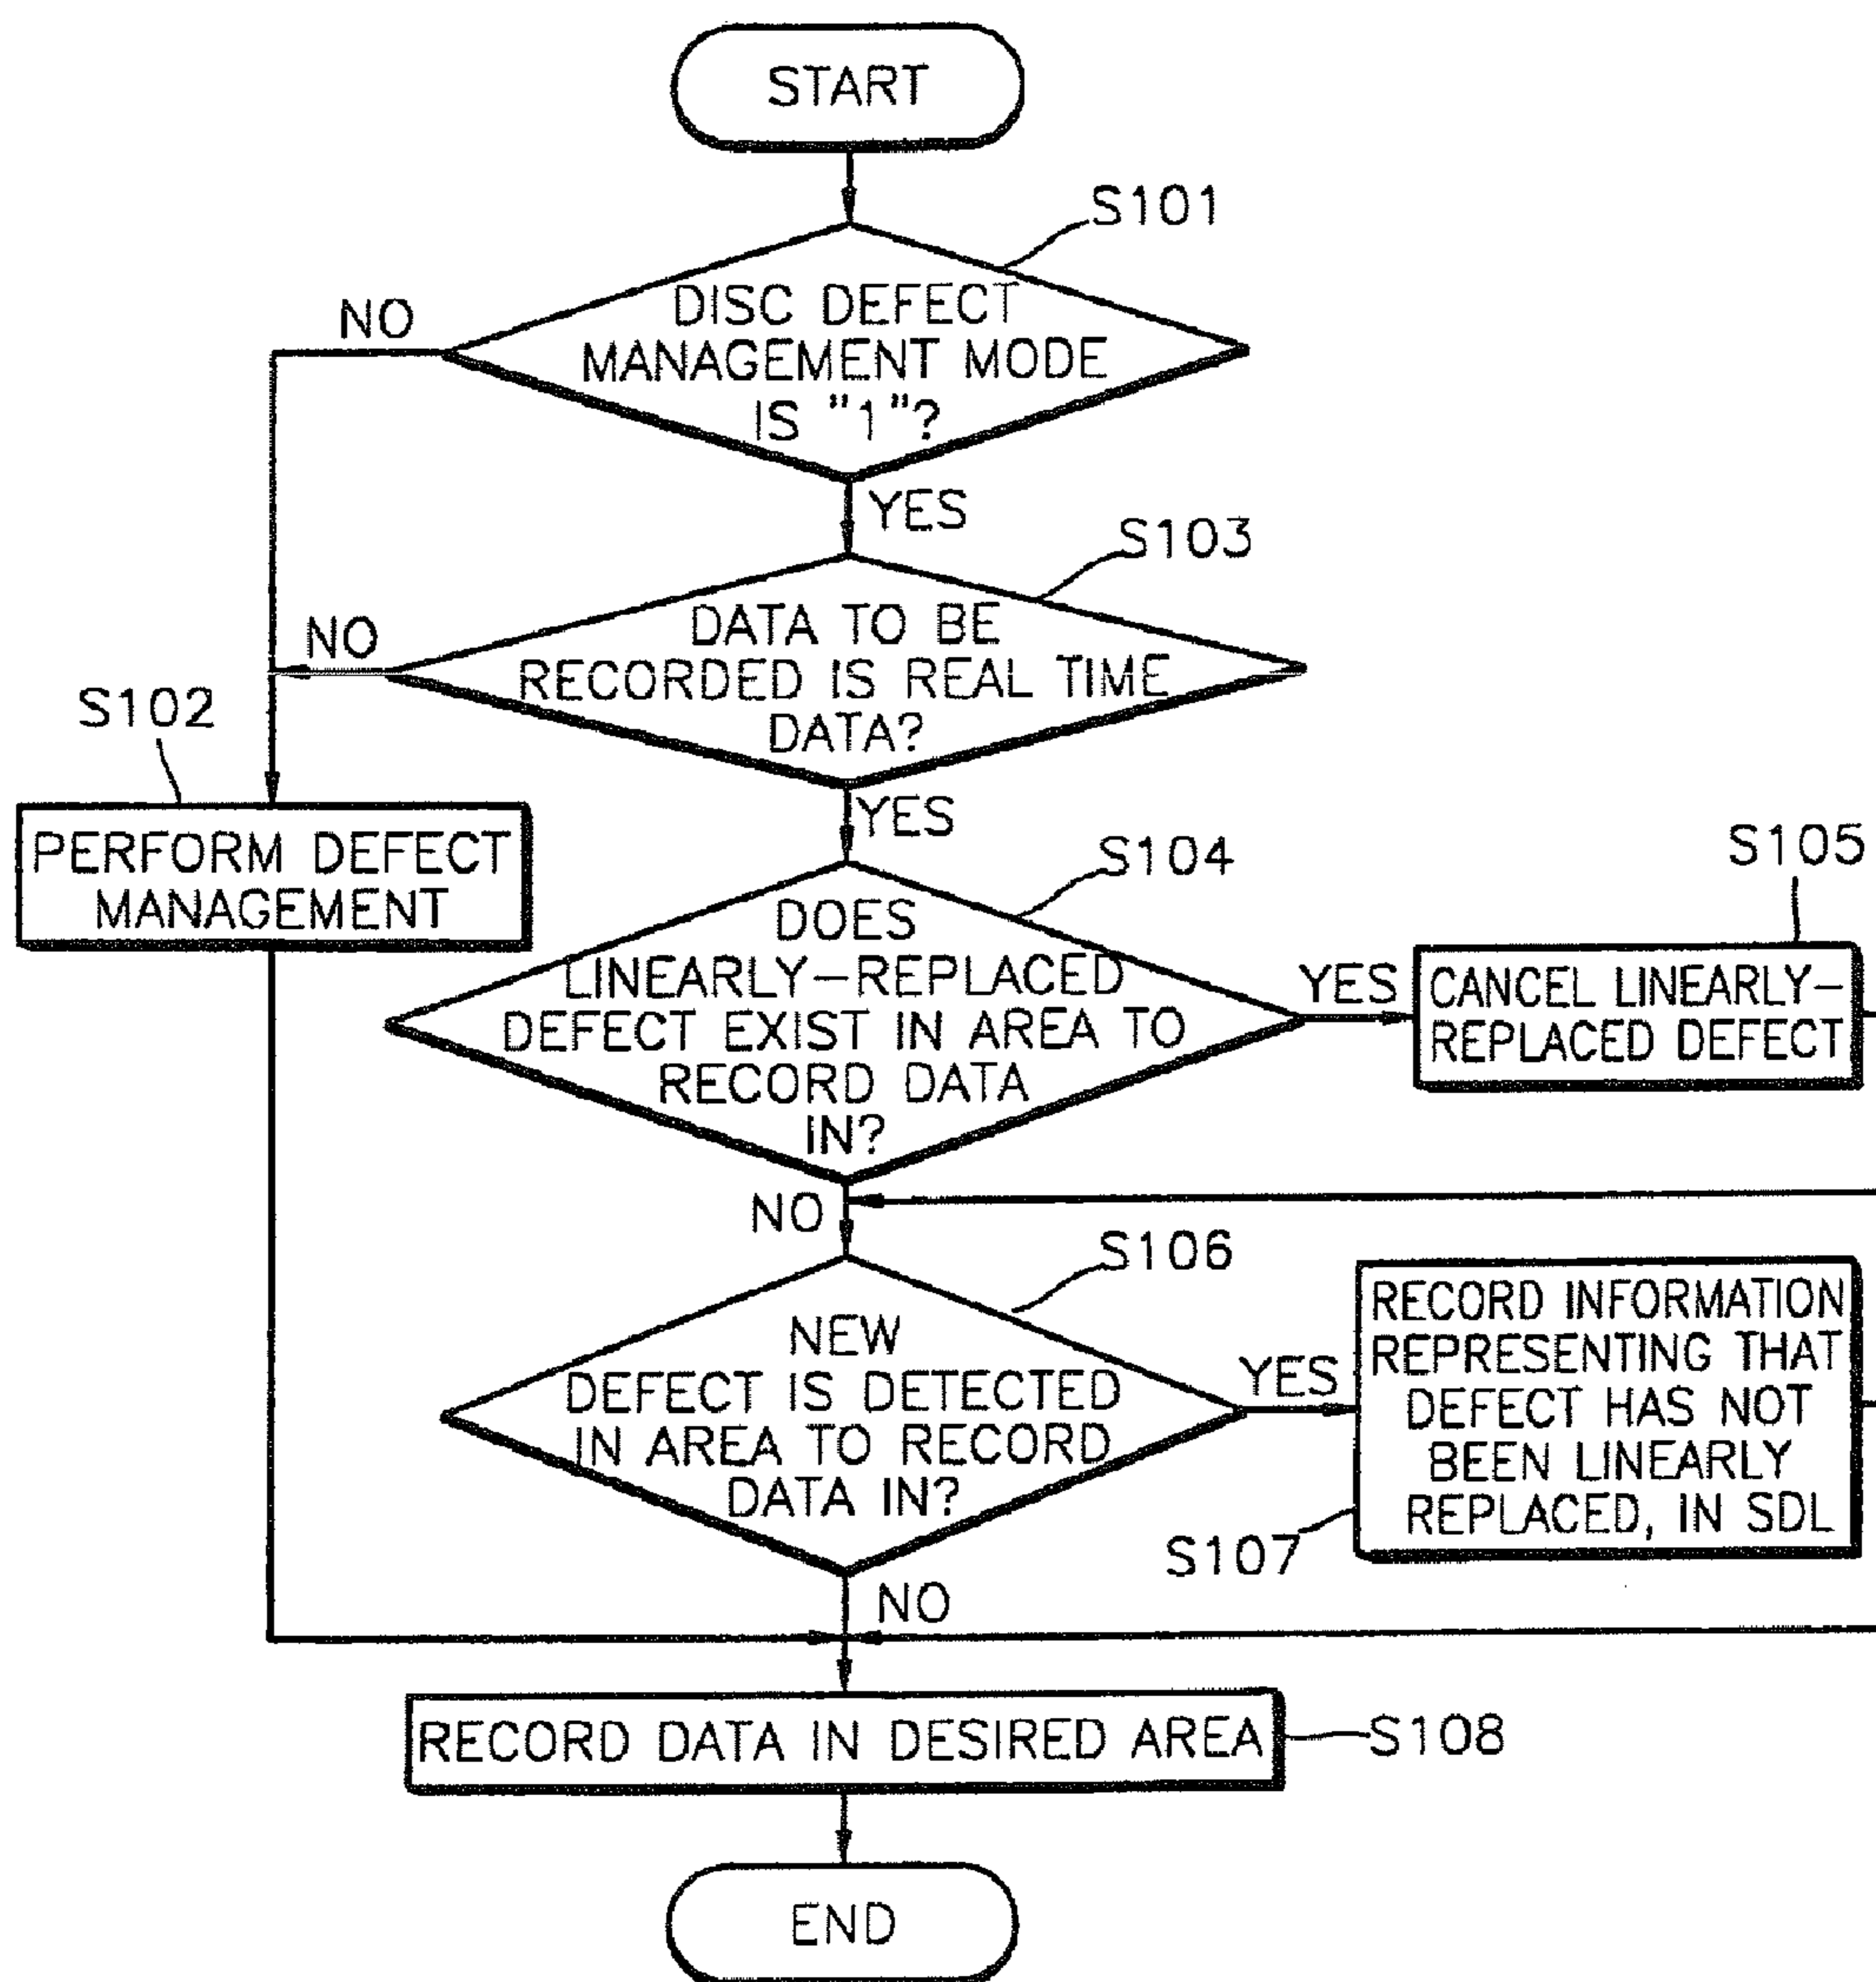 START
S101
DISC DEFECT
MANAGEMENT MODE
IS "1"?
NO
YES
S103
DATA TO BE
RECORDED IS REAL TIME
DATA?
NO
YES
S102
PERFORM DEFECT
MANAGEMENT
S104
DOES
LINEARLY-REPLACED
DEFECT EXIST IN AREA TO
RECORD DATA
IN?
YES
S105
CANCEL LINEARLY-
REPLACED DEFECT
NO
S106
NEW
DEFECT IS DETECTED
IN AREA TO RECORD
DATA IN?
YES
RECORD INFORMATION
REPRESENTING THAT
DEFECT HAS NOT
BEEN LINEARLY
REPLACED, IN SDL
S107
NO
RECORD DATA IN DESIRED AREA
S108
END